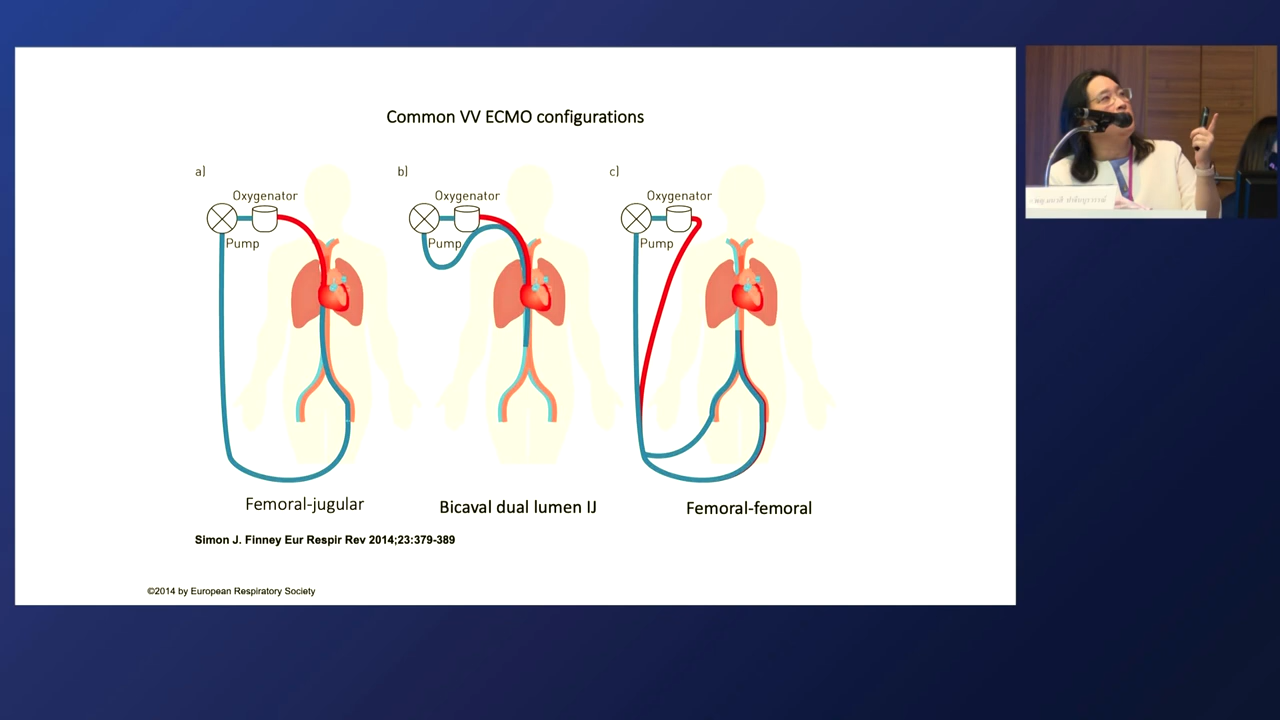 Common VV ECMO configurations
a)
b)
c)
Oxygenator
Oxygenator
Oxygenator
Pump
Pump
Pump
Femoral-jugular
Bicaval dual lumen IJ
Femoral-femoral
Simon J. Finney Eur Respir Rev 2014;23:379-389
©2014 by European Respiratory Society